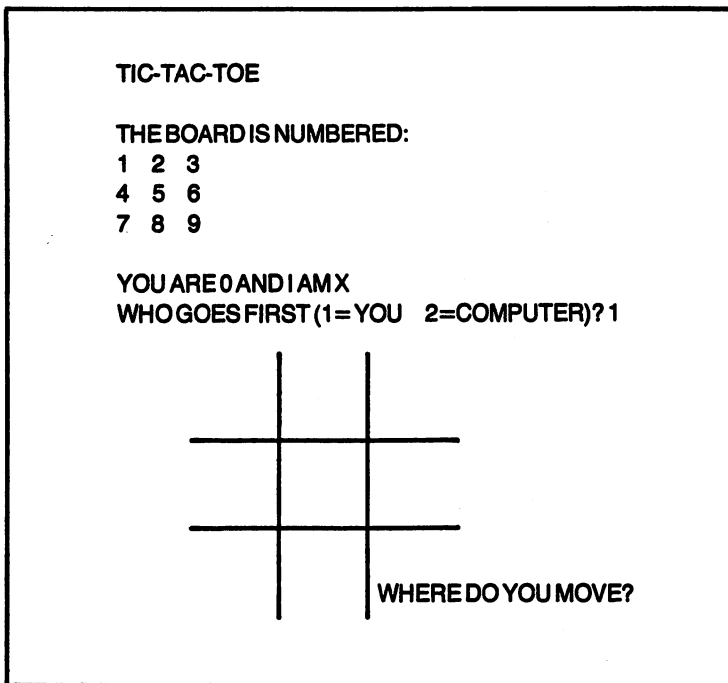 TIC-TAC-TOE
THE BOARD IS NUMBERED:
1 2 3
4 5 6
7 8 9
YOU ARE 0 AND I AM X
WHO GOES FIRST (1=YOU 2=COMPUTER)? 1
WHERE DO YOU MOVE?